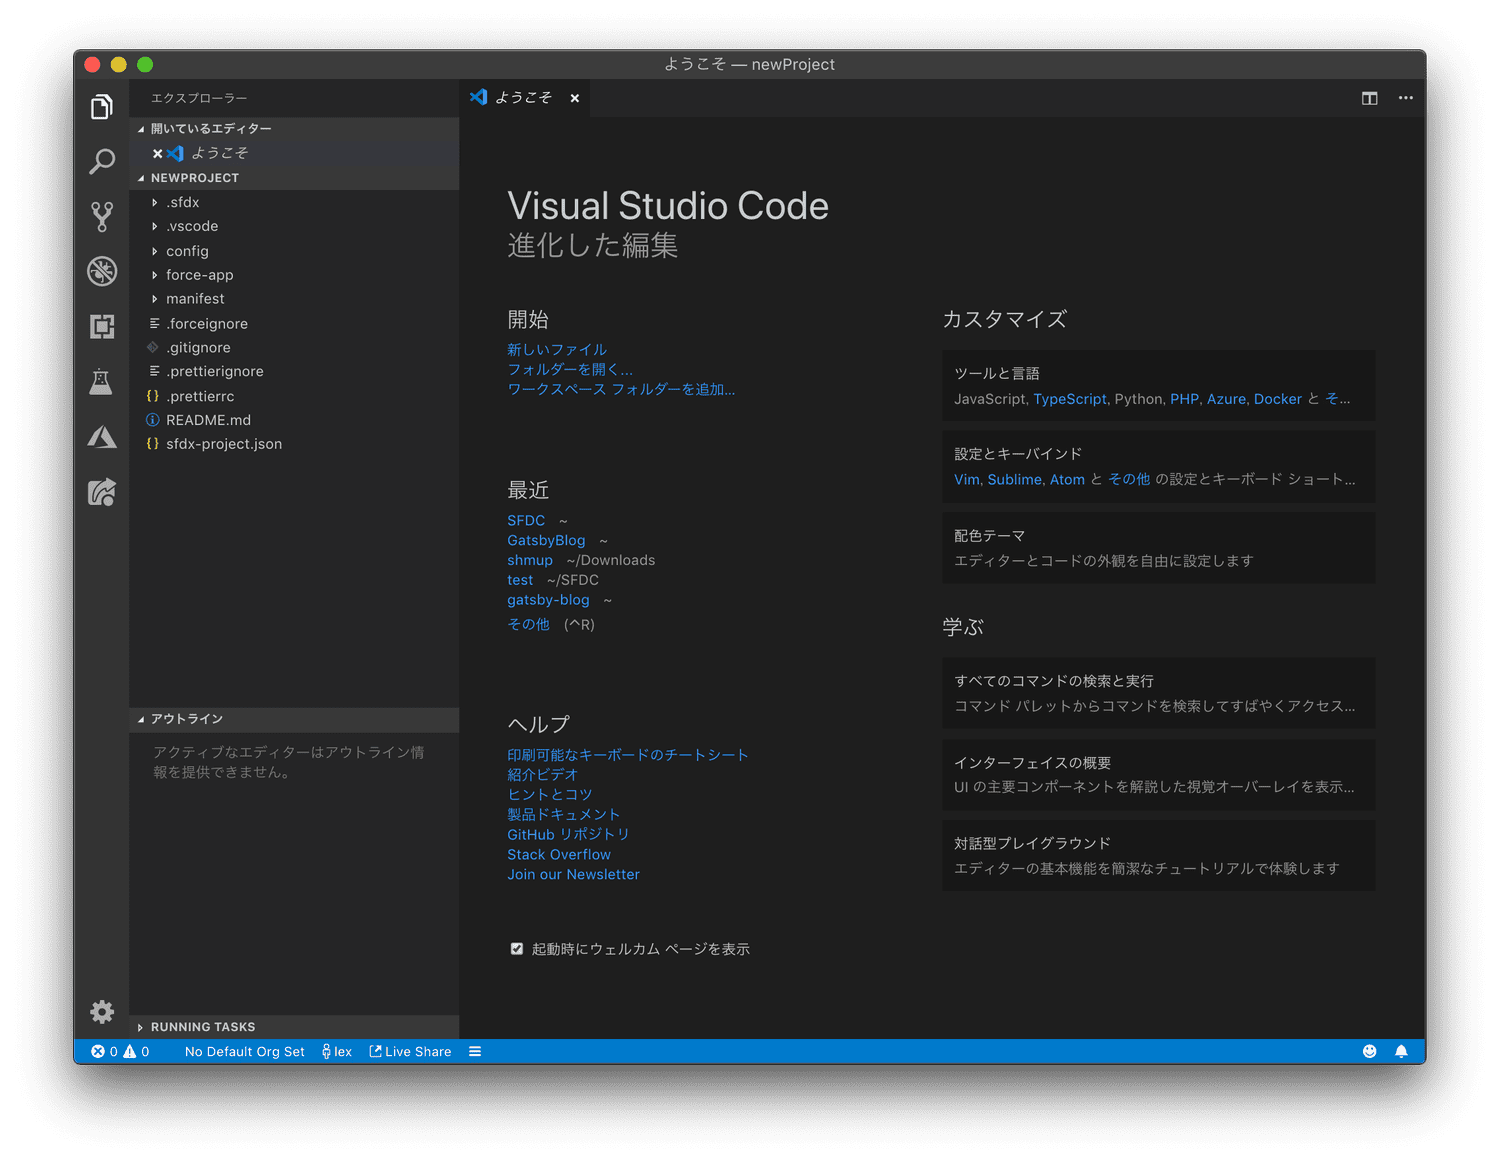 ようこそ — newProject
エクスプローラー
開いているエディター
ようこそ
NEWPROJECT
.sfdx
.vscode
config
force-app
manifest
.forceignore
.gitignore
.prettierignore
.prettierrc
README.md
sfdx-project.json
アウトライン
アクティブなエディターはアウトライン情
報を提供できません。
RUNNING TASKS
ようこそ
Visual Studio Code
進化した編集
開始
新しいファイル
フォルダーを開く...
ワークスペース フォルダーを追加...
最近
SFDC ~
GatsbyBlog ~
shmup ~/Downloads
test ~/SFDC
gatsby-blog ~
その他 (^R)
ヘルプ
印刷可能なキーボードのチートシート
紹介ビデオ
ヒントとコツ
製品ドキュメント
GitHub リポジトリ
Stack Overflow
Join our Newsletter
起動時にウェルカム ページを表示
カスタマイズ
ツールと言語
JavaScript, TypeScript, Python, PHP, Azure, Docker と そ...
設定とキーバインド
Vim, Sublime, Atom と その他 の設定とキーボード ショート...
配色テーマ
エディターとコードの外観を自由に設定します
学ぶ
すべてのコマンドの検索と実行
コマンド パレットからコマンドを検索してすばやくアクセス...
インターフェイスの概要
UI の主要コンポーネントを解説した視覚オーバーレイを表示...
対話型プレイグラウンド
エディターの基本機能を簡潔なチュートリアルで体験します
0 0 No Default Org Set lex Live Share